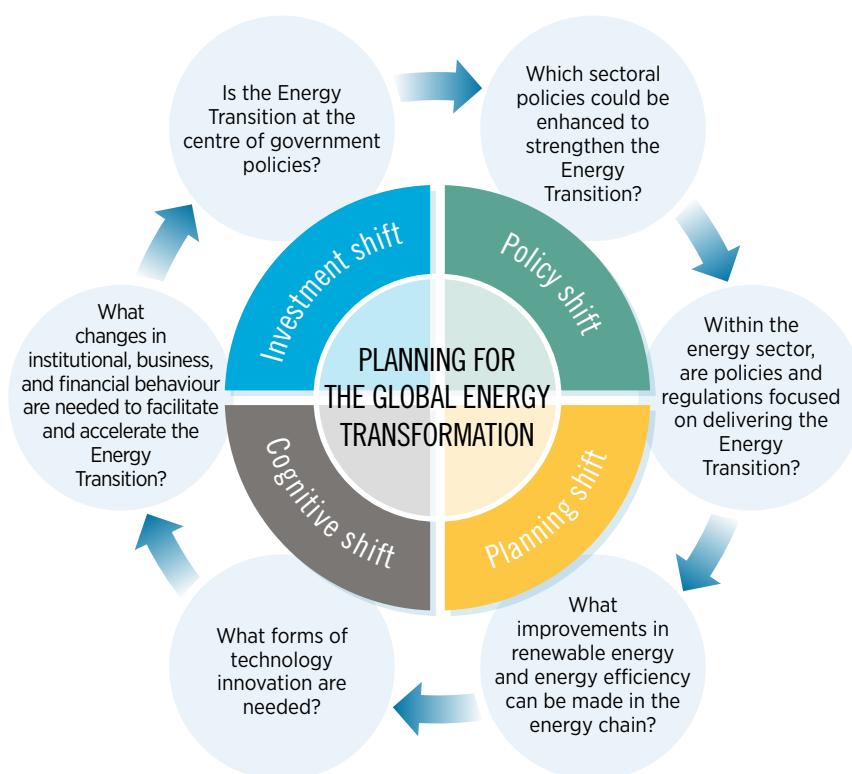 Is the Energy
Transition at the
centre of government
policies?
Which sectoral
policies could be
enhanced to
strengthen the
Energy
Transition?
Within the
energy sector,
are policies and
regulations focused
on delivering the
Energy
Transition?
What
improvements in
renewable energy
and energy efficiency
can be made in the
energy chain?
What forms of
technology
innovation are
needed?
What
changes in
institutional, business,
and financial behaviour
are needed to facilitate
and accelerate the
Energy
Transition?
Investment shift
Policy shift
Planning shift
Cognitive shift
PLANNING FOR
THE GLOBAL ENERGY
TRANSFORMATION